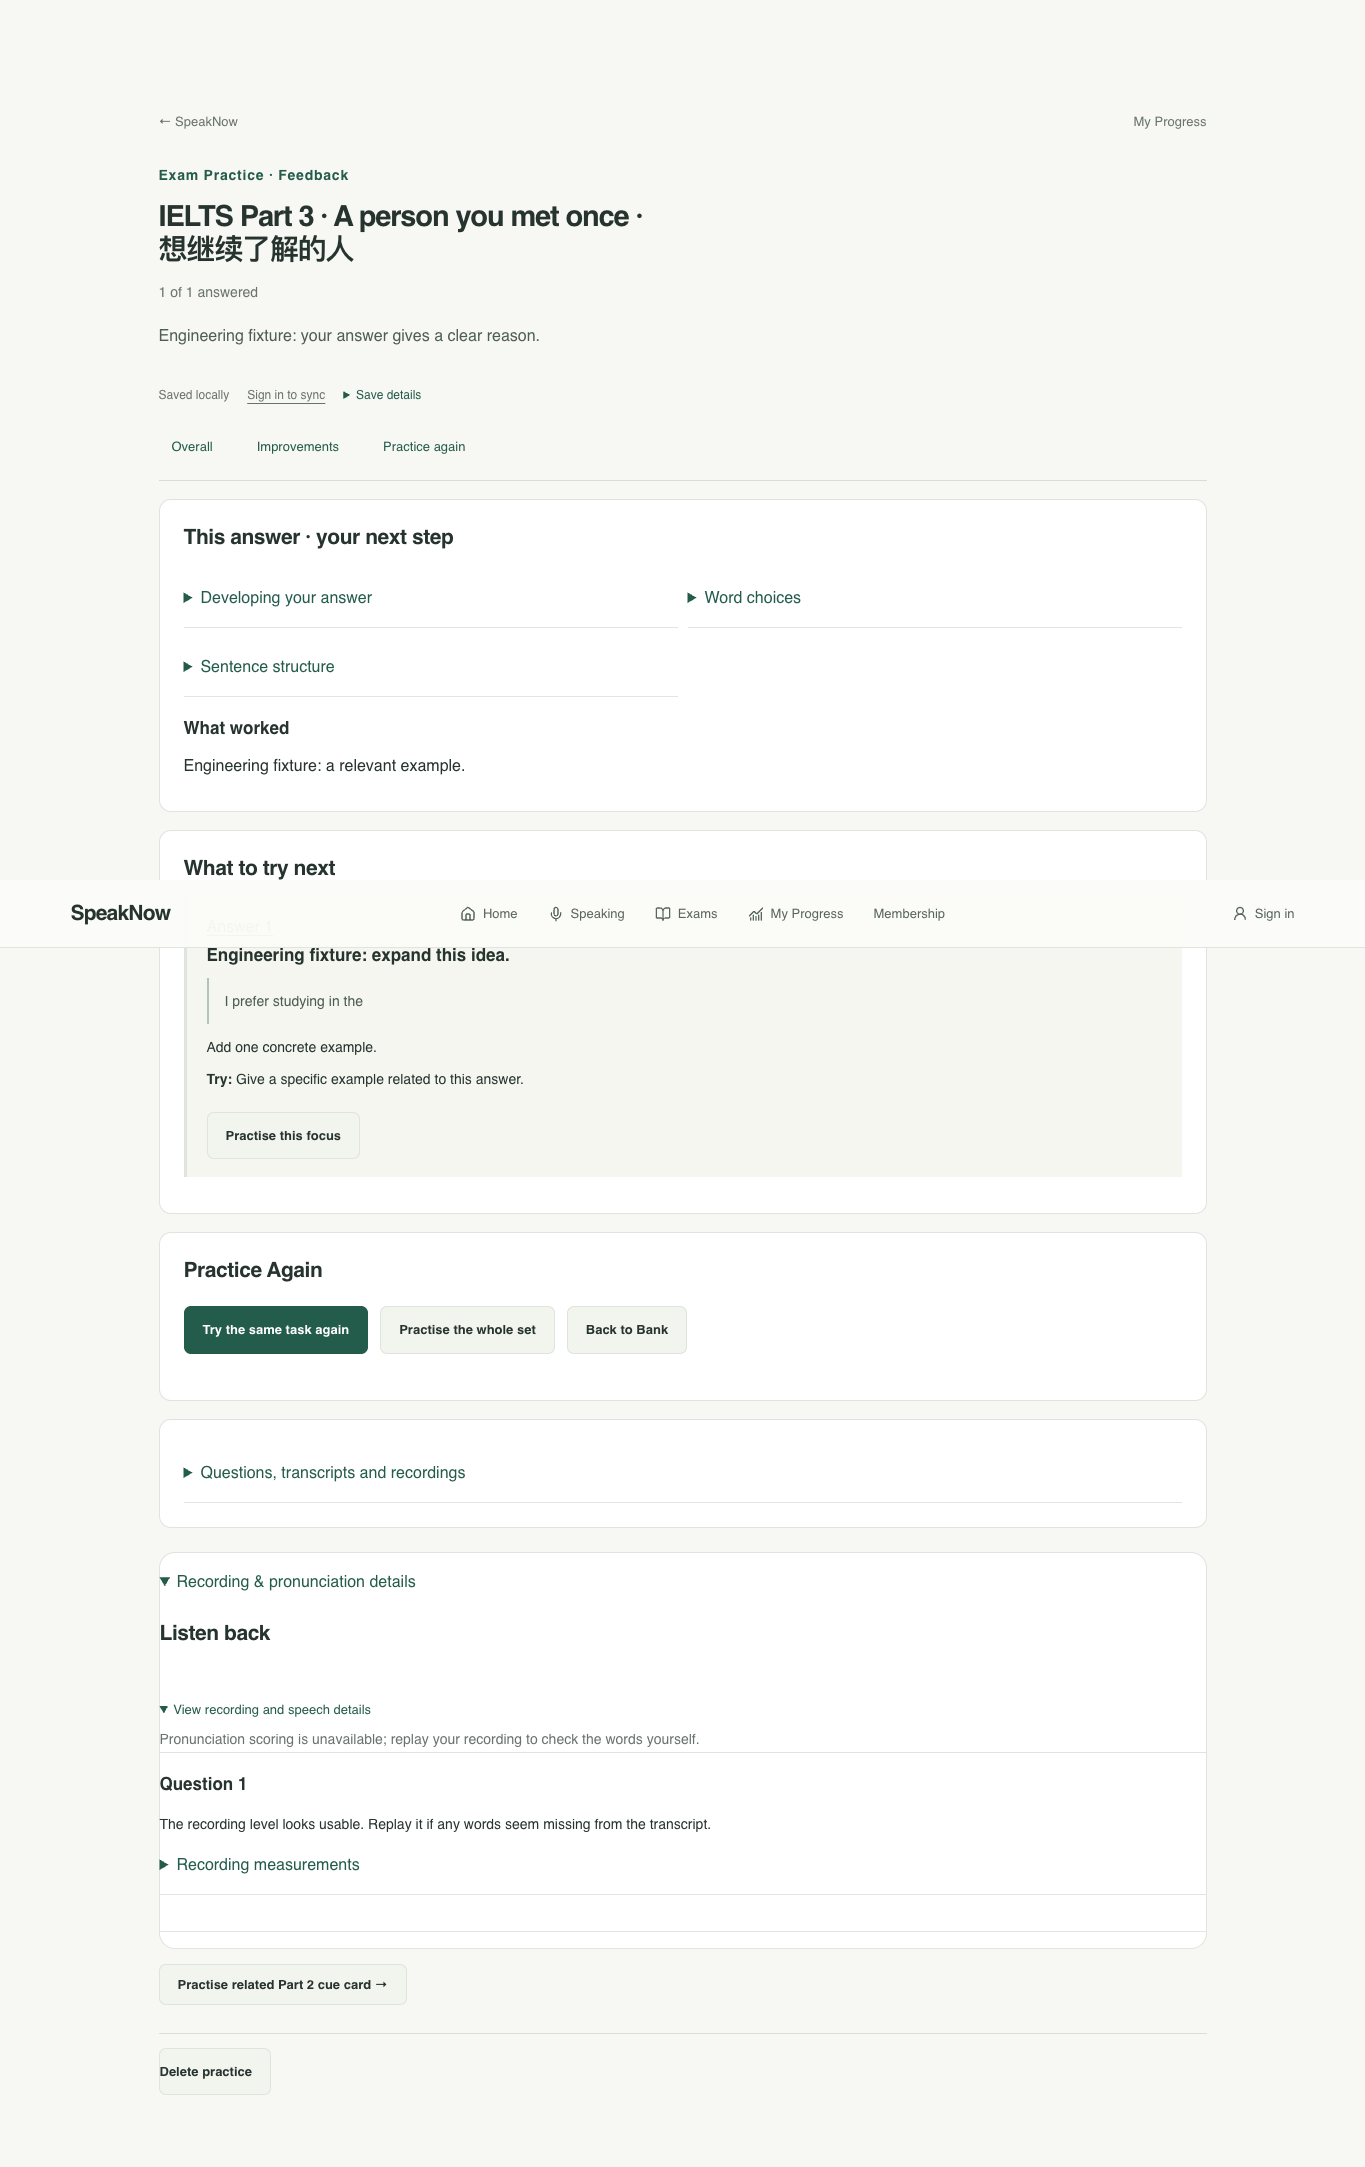 ← SpeakNow
My Progress
Exam Practice · Feedback
IELTS Part 3 · A person you met once ·
想继续了解的人
1 of 1 answered
Engineering fixture: your answer gives a clear reason.
Saved locally
Sign in to sync
Save details
Overall
Improvements
Practice again
This answer · your next step
Developing your answer
Word choices
Sentence structure
What worked
Engineering fixture: a relevant example.
What to try next
SpeakNow
Home
Speaking
Exams
My Progress
Membership
Sign in
Answer 1
Engineering fixture: expand this idea.
I prefer studying in the
Add one concrete example.
Try: Give a specific example related to this answer.
Practise this focus
Practice Again
Try the same task again
Practise the whole set
Back to Bank
Questions, transcripts and recordings
Recording & pronunciation details
Listen back
View recording and speech details
Pronunciation scoring is unavailable; replay your recording to check the words yourself.
Question 1
The recording level looks usable. Replay it if any words seem missing from the transcript.
Recording measurements
Practise related Part 2 cue card →
Delete practice